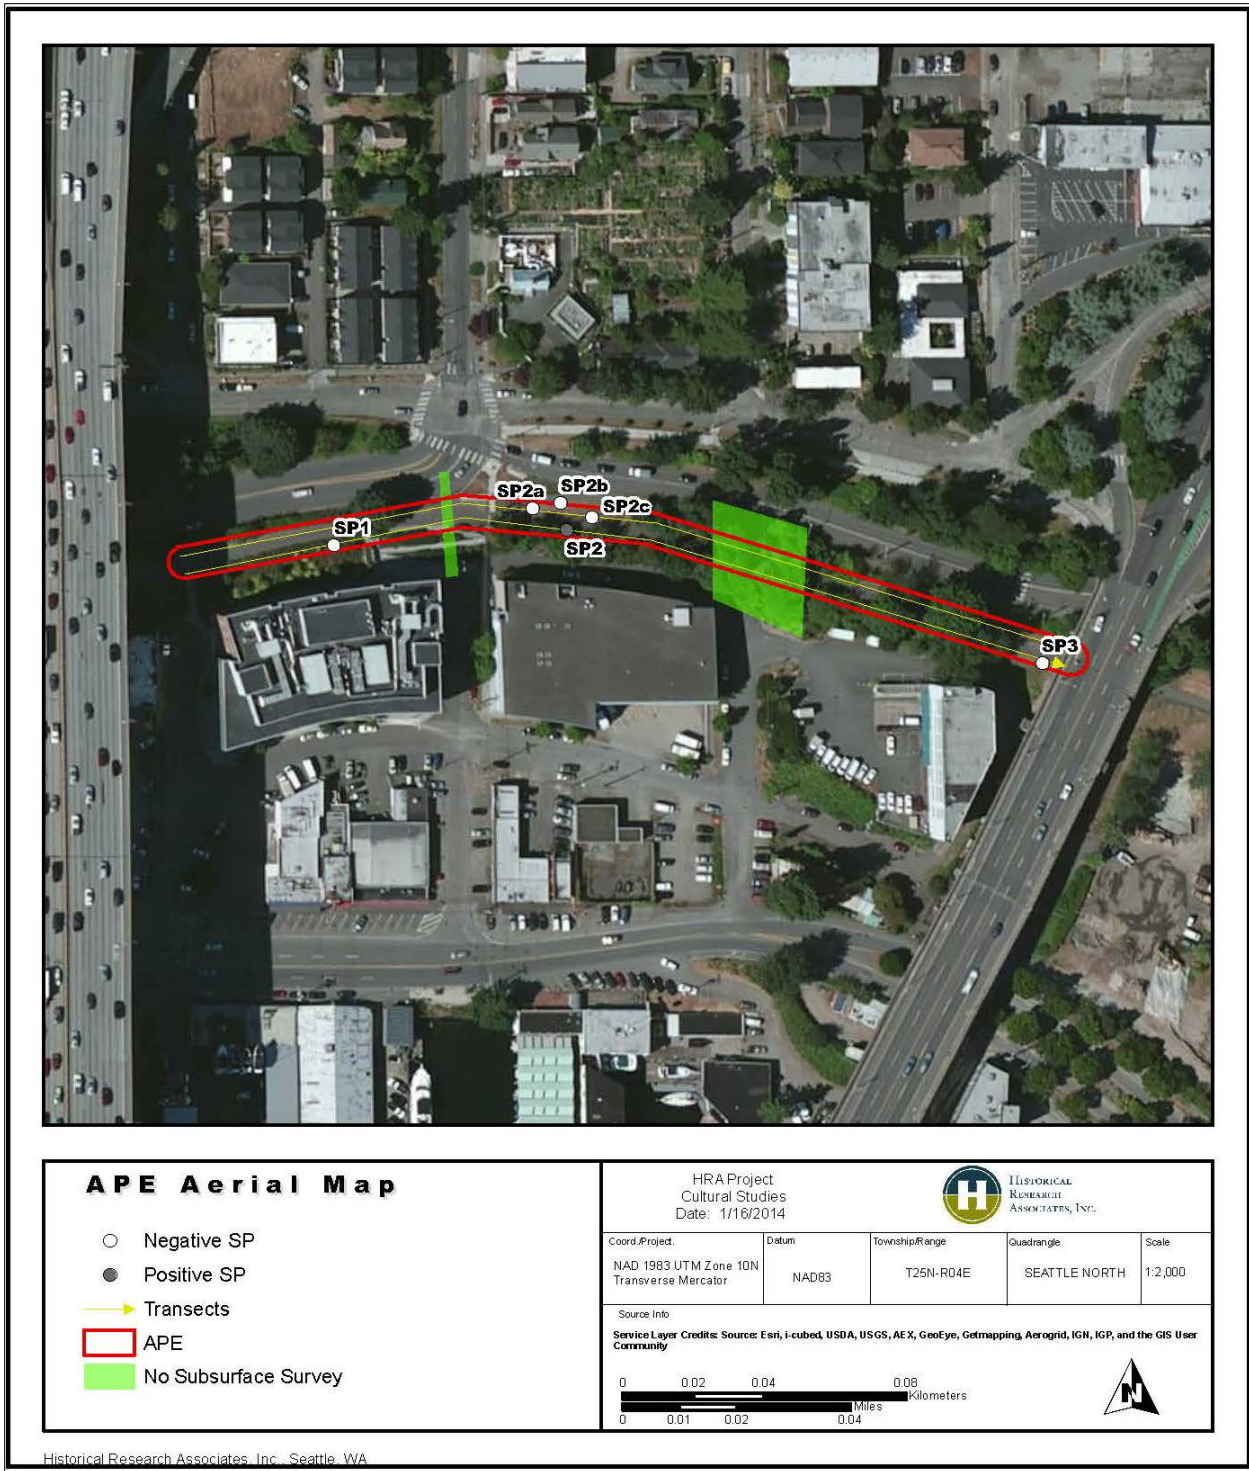 SP2a
SP2b
SP2c
SP1
SP2
SP3
APE Aerial Map
Negative SP
Positive SP
Transects
APE
No Subsurface Survey
HRA Project
Cultural Studies
Date: 1/16/2014
H
HISTORICAL
RESEARCH
ASSOCIATES, INC.
Coord./Project.
NAD 1983 UTM Zone 10N
Transverse Mercator
Datum
NAD83
Township/Range
T25N-R04E
Quadrangle
SEATTLE NORTH
Scale
1:2,000
Source Info
Service Layer Credits: Source: Esri, i-cubed, USDA, USGS, AEX, GeoEye, Getmapping, Aerogrid, IGN, IGP, and the GIS User
Community
0 0.02 0.04 0.08
Kilometers
Miles
0 0.01 0.02 0.04
N
Historical Research Associates, Inc., Seattle, WA